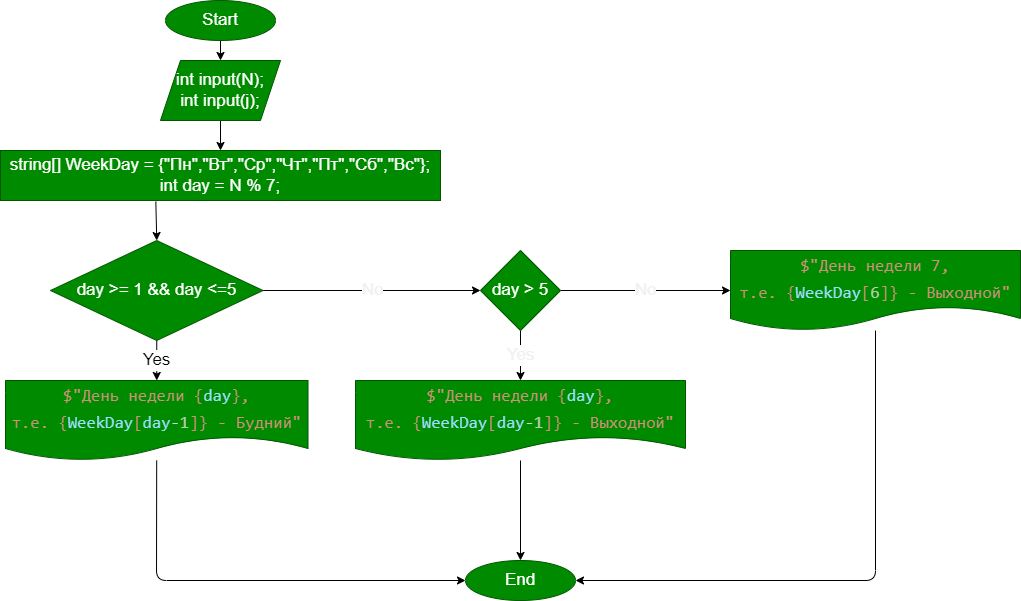 Start
int input(N);
int input(j);
string[] WeekDay = {"Пн","Вт","Ср","Чт","Пт","Сб","Вс"};
int day = N % 7;
day >= 1 && day <=5
No
day > 5
No
$"День недели 7,
т.е. {WeekDay[6]} - Выходной"
Yes
Yes
$"День недели {day},
т.е. {WeekDay[day-1]} - Будний"
$"День недели {day},
т.е. {WeekDay[day-1]} - Выходной"
End